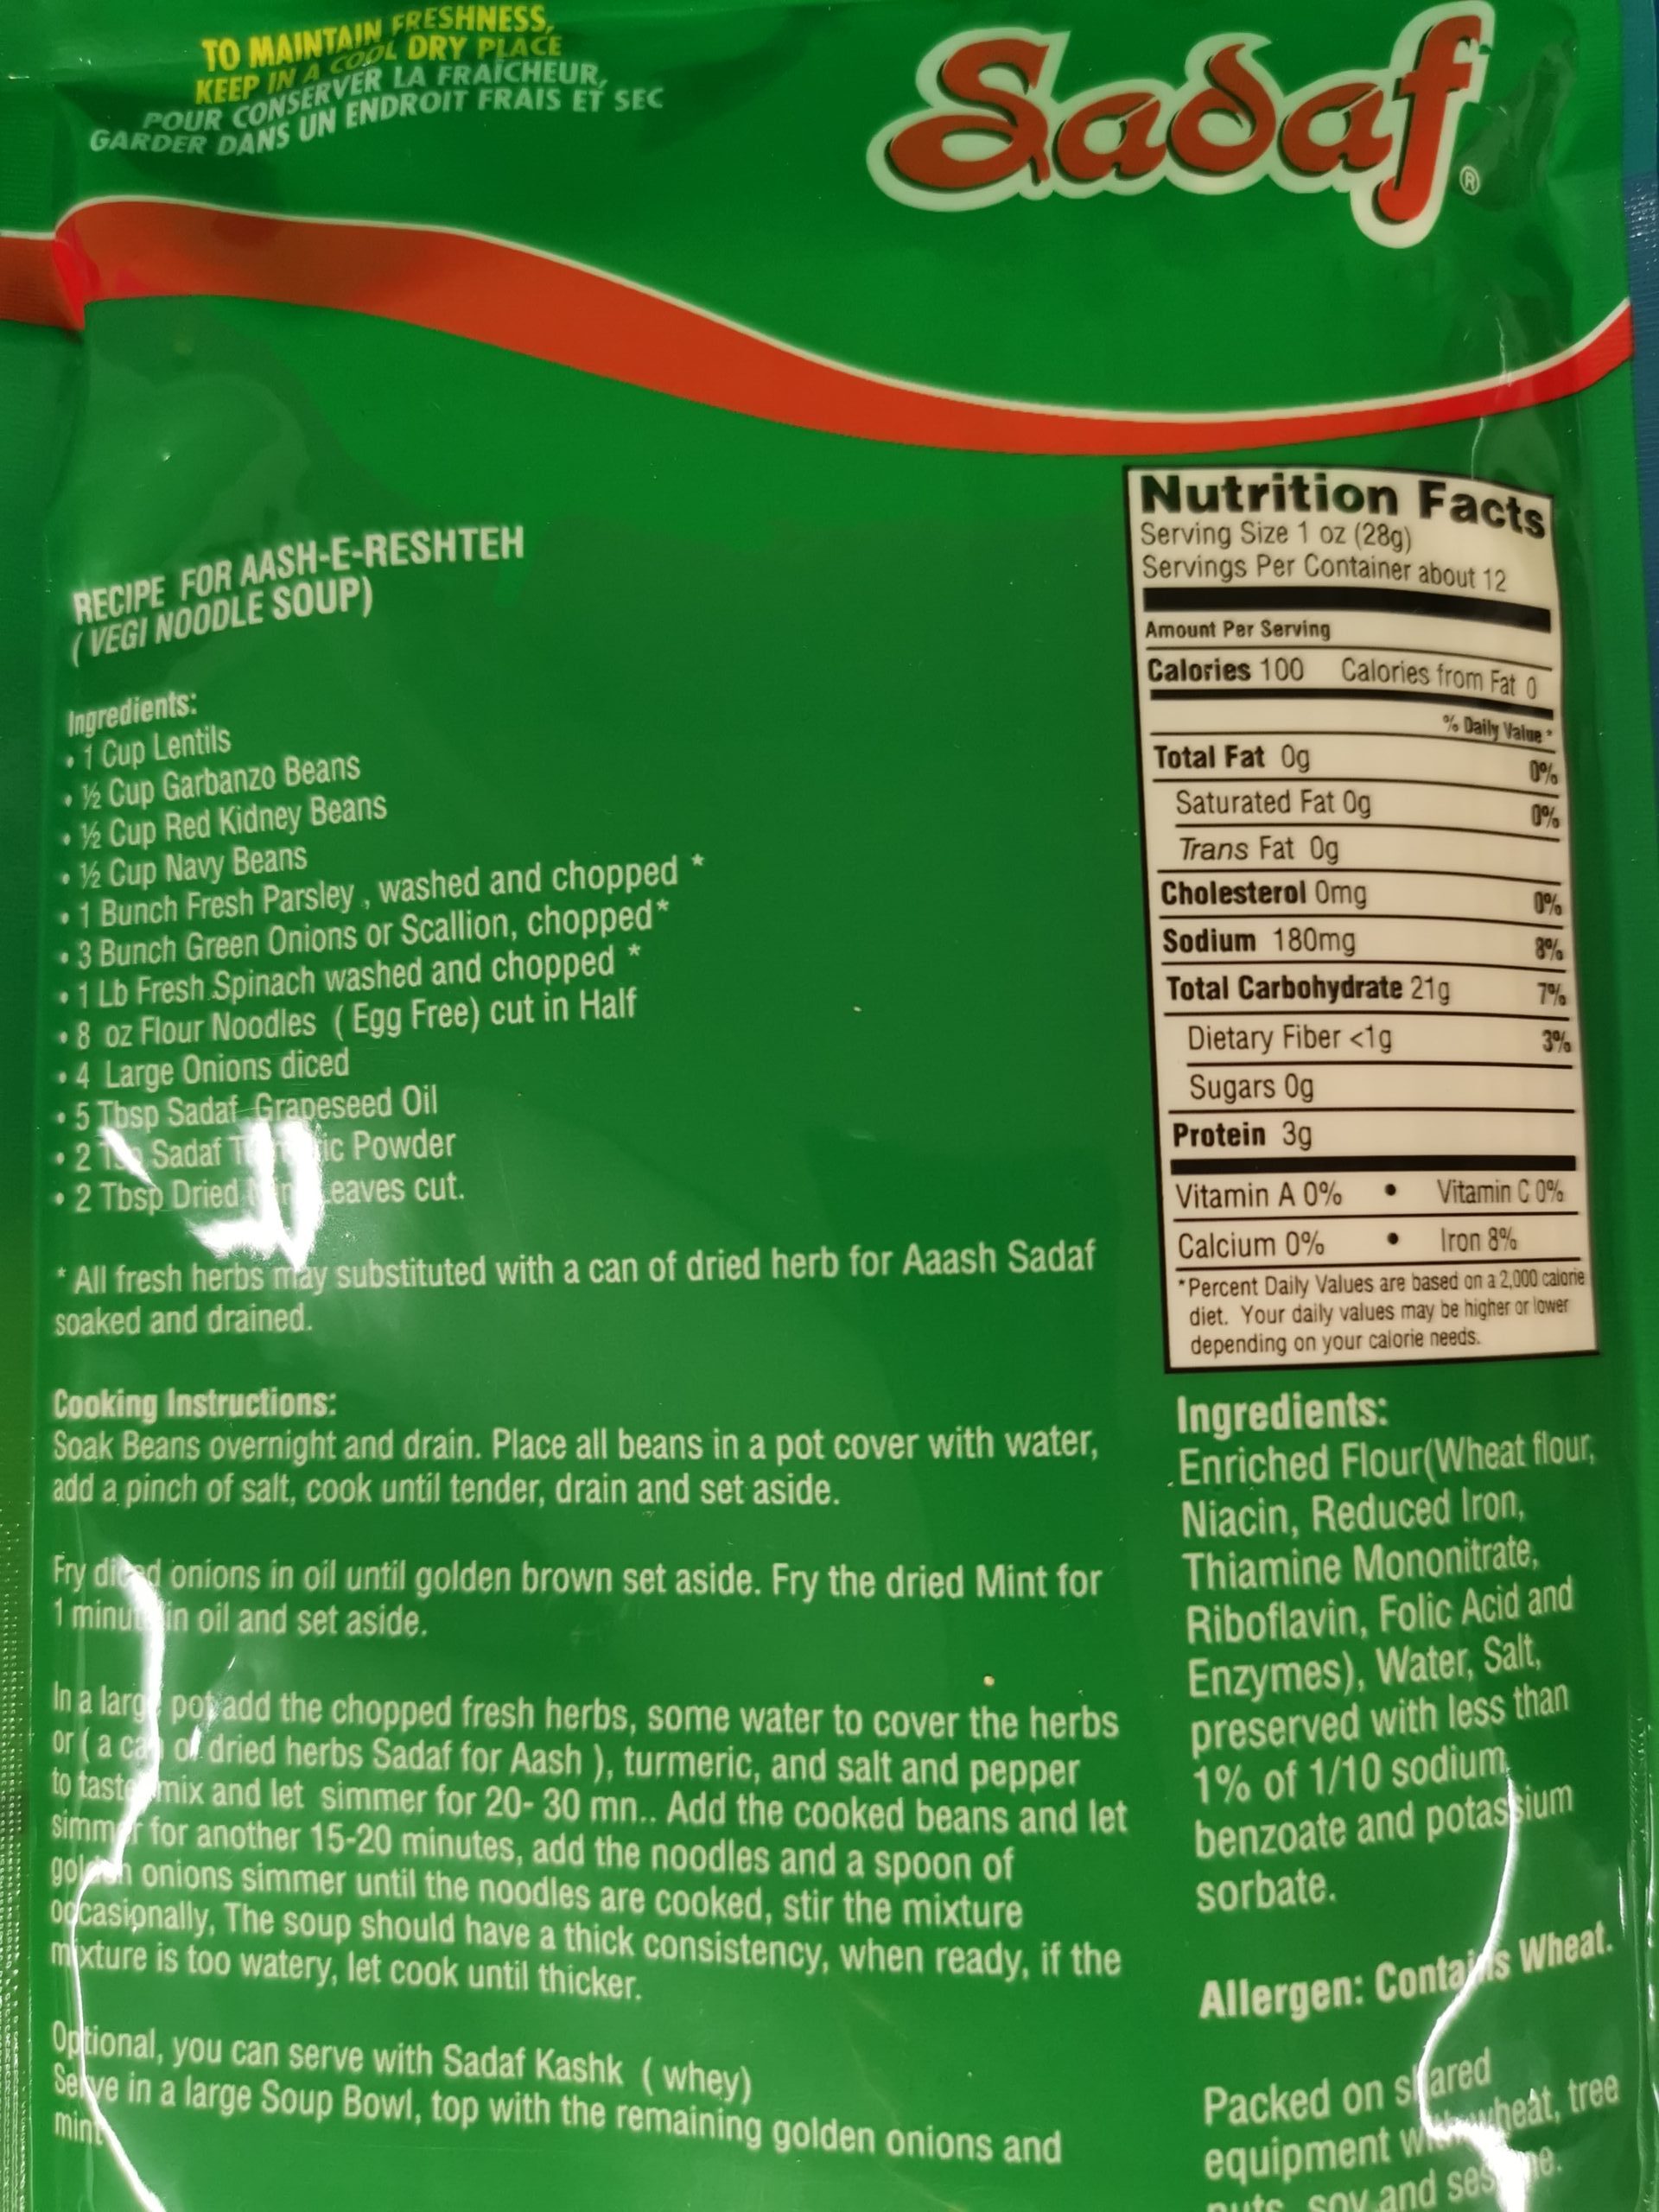 TO MAINTAIN FRESHNESS,
KEEP IN A COOL DRY PLACE
POUR CONSERVER LA FRAÎCHEUR,
GARDER DANS UN ENDROIT FRAIS ET SEC
Sadaf®
RECIPE FOR AASH-E-RESHTEH
( VEGI NOODLE SOUP)
Ingredients:
• 1 Cup Lentils
• ½ Cup Garbanzo Beans
• ½ Cup Red Kidney Beans
• ½ Cup Navy Beans
• 1 Bunch Fresh Parsley , washed and chopped *
• 3 Bunch Green Onions or Scallion, chopped*
• 1 Lb Fresh Spinach washed and chopped *
• 8 oz Flour Noodles ( Egg Free) cut in Half
• 4 Large Onions diced
• 5 Tbsp Sadaf Grapeseed Oil
• 2 Sadaf Powder
• 2 Tbsp Dried Leaves cut.
* All fresh herbs may substituted with a can of dried herb for Aaash Sadaf
soaked and drained.
Cooking Instructions:
Soak Beans overnight and drain. Place all beans in a pot cover with water,
add a pinch of salt, cook until tender, drain and set aside.
Fry diced onions in oil until golden brown set aside. Fry the dried Mint for
1 minute in oil and set aside.
In a large pot add the chopped fresh herbs, some water to cover the herbs
or ( a can of dried herbs Sadaf for Aash ), turmeric, and salt and pepper
to taste mix and let simmer for 20- 30 mn.. Add the cooked beans and let
simmer for another 15-20 minutes, add the noodles and a spoon of
golden onions simmer until the noodles are cooked, stir the mixture
occasionally, The soup should have a thick consistency, when ready, if the
mixture is too watery, let cook until thicker.
Optional, you can serve with Sadaf Kashk ( whey)
Serve in a large Soup Bowl, top with the remaining golden onions and
mint
Nutrition Facts
Serving Size 1 oz (28g)
Servings Per Container about 12
Amount Per Serving
Calories 100 Calories from Fat 0
% Daily Value *
Total Fat 0g 0%
Saturated Fat 0g 0%
Trans Fat 0g
Cholesterol 0mg 0%
Sodium 180mg 8%
Total Carbohydrate 21g 7%
Dietary Fiber <1g 3%
Sugars 0g
Protein 3g
Vitamin A 0% • Vitamin C 0%
Calcium 0% • Iron 8%
*Percent Daily Values are based on a 2,000 calorie
diet. Your daily values may be higher or lower
depending on your calorie needs.
Ingredients:
Enriched Flour(Wheat flour,
Niacin, Reduced Iron,
Thiamine Mononitrate,
Riboflavin, Folic Acid and
Enzymes), Water, Salt,
preserved with less than
1% of 1/10 sodium
benzoate and potassium
sorbate.
Allergen: Contains Wheat.
Packed on shared
equipment with wheat, tree
nuts, soy and sesame.